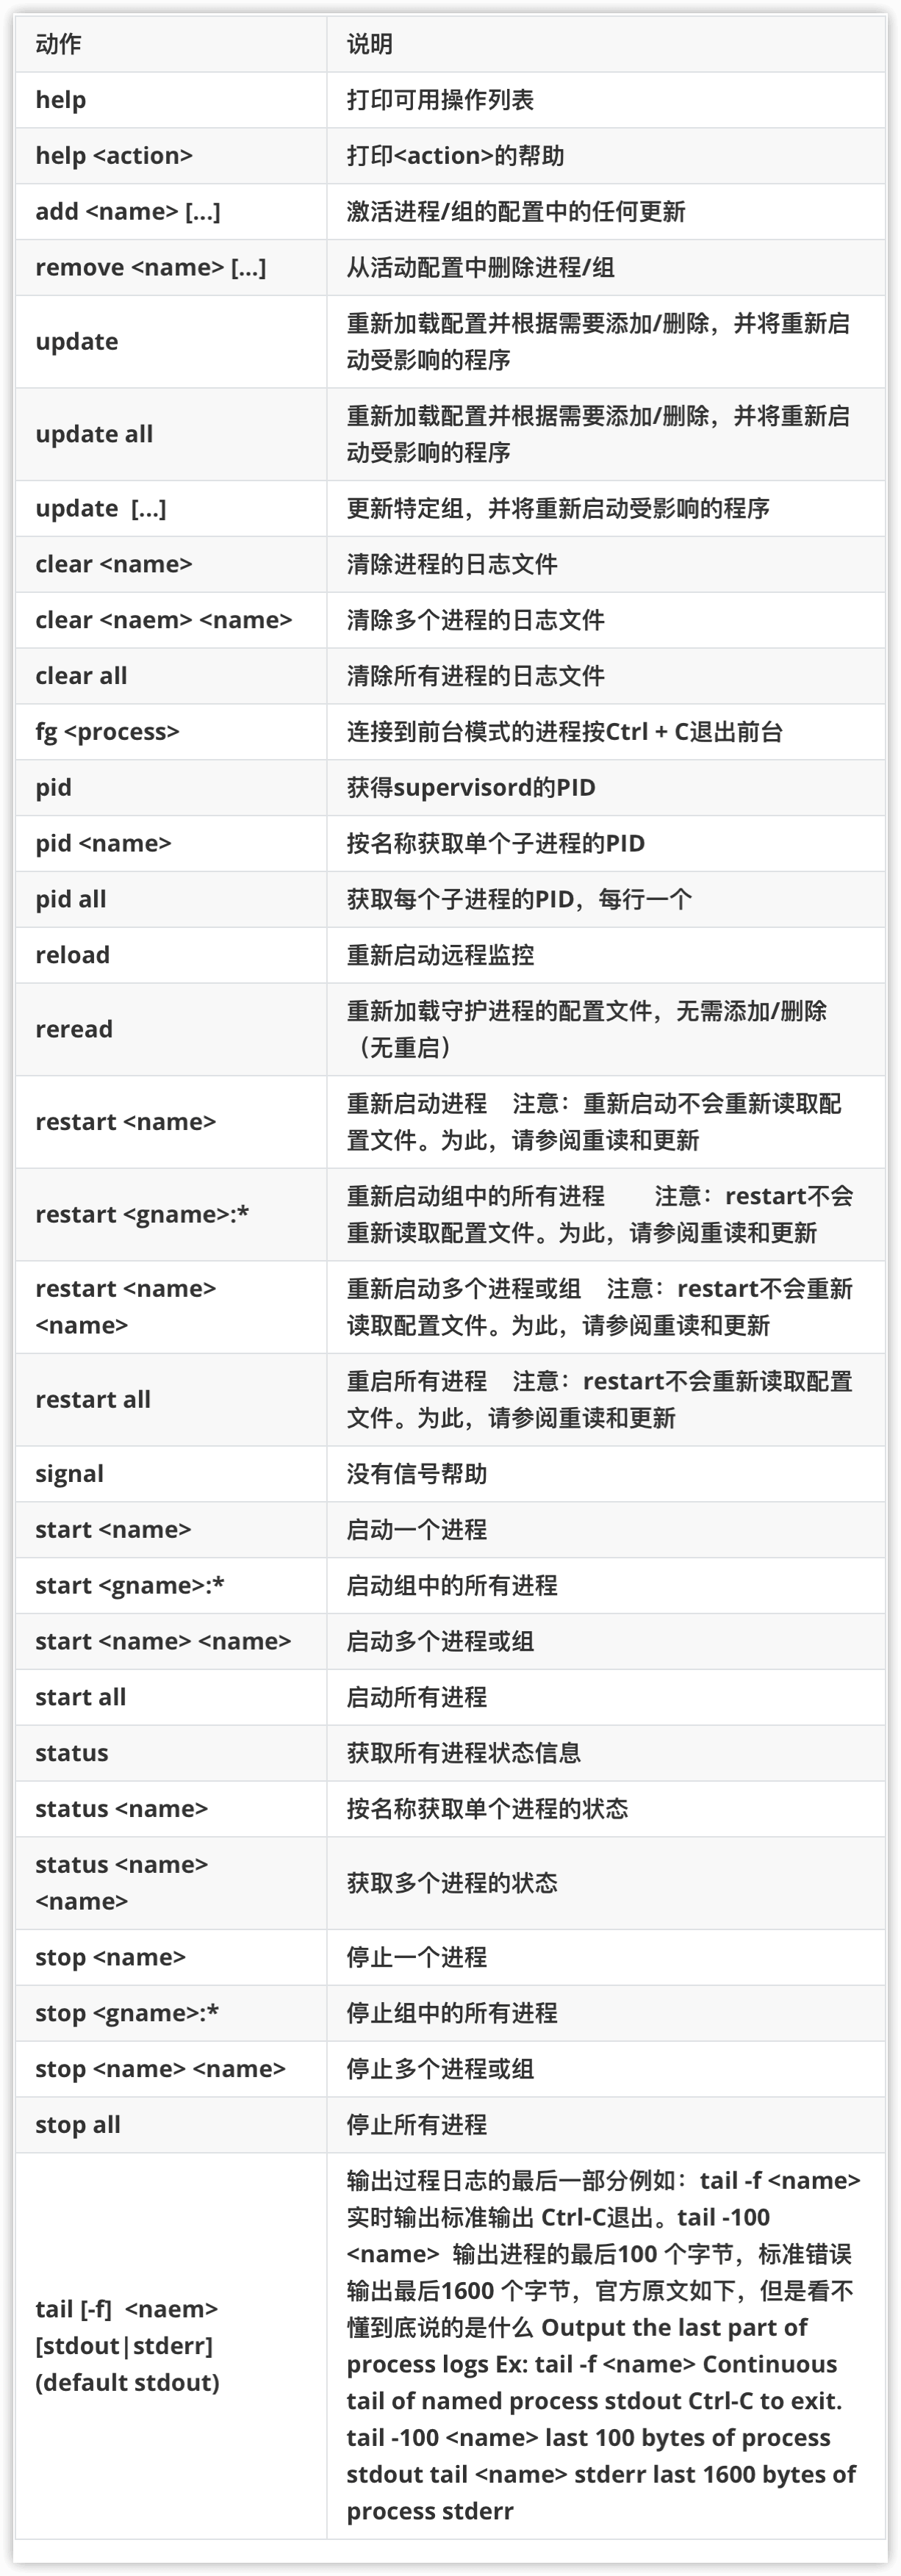 动作 说明
help 打印可用操作列表
help <action> 打印<action>的帮助
add <name> [...] 激活进程/组的配置中的任何更新
remove <name> [...] 从活动配置中删除进程/组
update
重新加载配置并根据需要添加/删除，并将重新启
动受影响的程序
update all
重新加载配置并根据需要添加/删除，并将重新启
动受影响的程序
update  [...] 更新特定组，并将重新启动受影响的程序
clear <name> 清除进程的日志文件
clear <naem> <name> 清除多个进程的日志文件
clear all 清除所有进程的日志文件
fg <process> 连接到前台模式的进程按Ctrl + C退出前台
pid 获得supervisord的PID
pid <name> 按名称获取单个子进程的PID
pid all 获取每个子进程的PID，每行一个
reload 重新启动远程监控
reread
重新加载守护进程的配置文件，无需添加/删除
（无重启）
restart <name>
重新启动进程    注意：重新启动不会重新读取配
置文件。为此，请参阅重读和更新
restart <gname>:*
重新启动组中的所有进程        注意：restart不会
重新读取配置文件。为此，请参阅重读和更新
restart <name>
<name>
重新启动多个进程或组    注意：restart不会重新
读取配置文件。为此，请参阅重读和更新
restart all
重启所有进程    注意：restart不会重新读取配置
文件。为此，请参阅重读和更新
signal 没有信号帮助
start <name> 启动一个进程
start <gname>:* 启动组中的所有进程
start <name> <name> 启动多个进程或组
start all 启动所有进程
status 获取所有进程状态信息
status <name> 按名称获取单个进程的状态
status <name>
<name>
获取多个进程的状态
stop <name> 停止一个进程
stop <gname>:* 停止组中的所有进程
stop <name> <name> 停止多个进程或组
stop all 停止所有进程
tail [-f]  <naem>
[stdout|stderr]
(default stdout)
输出过程日志的最后一部分例如：tail -f <name>
实时输出标准输出 Ctrl-C退出。tail -100
<name>  输出进程的最后100 个字节，标准错误
输出最后1600 个字节，官方原文如下，但是看不
懂到底说的是什么 Output the last part of
process logs Ex: tail -f <name> Continuous
tail of named process stdout Ctrl-C to exit.
tail -100 <name> last 100 bytes of process
stdout tail <name> stderr last 1600 bytes of
process stderr